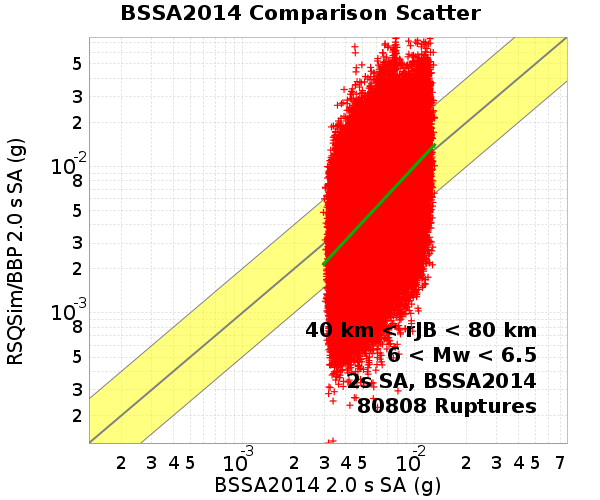 BSSA2014 Comparison Scatter
RSQSim/BBP 2.0 s SA (g)
5
3
2
10-2
8
5
3
2
10-3
8
5
3
2
40 km < rJB < 80 km
6 < Mw < 6.5
2s SA, BSSA2014
80808 Ruptures
2 3 4 5 10-3 2 3 4 5 10-2 2 3 4 5 7
BSSA2014 2.0 s SA (g)